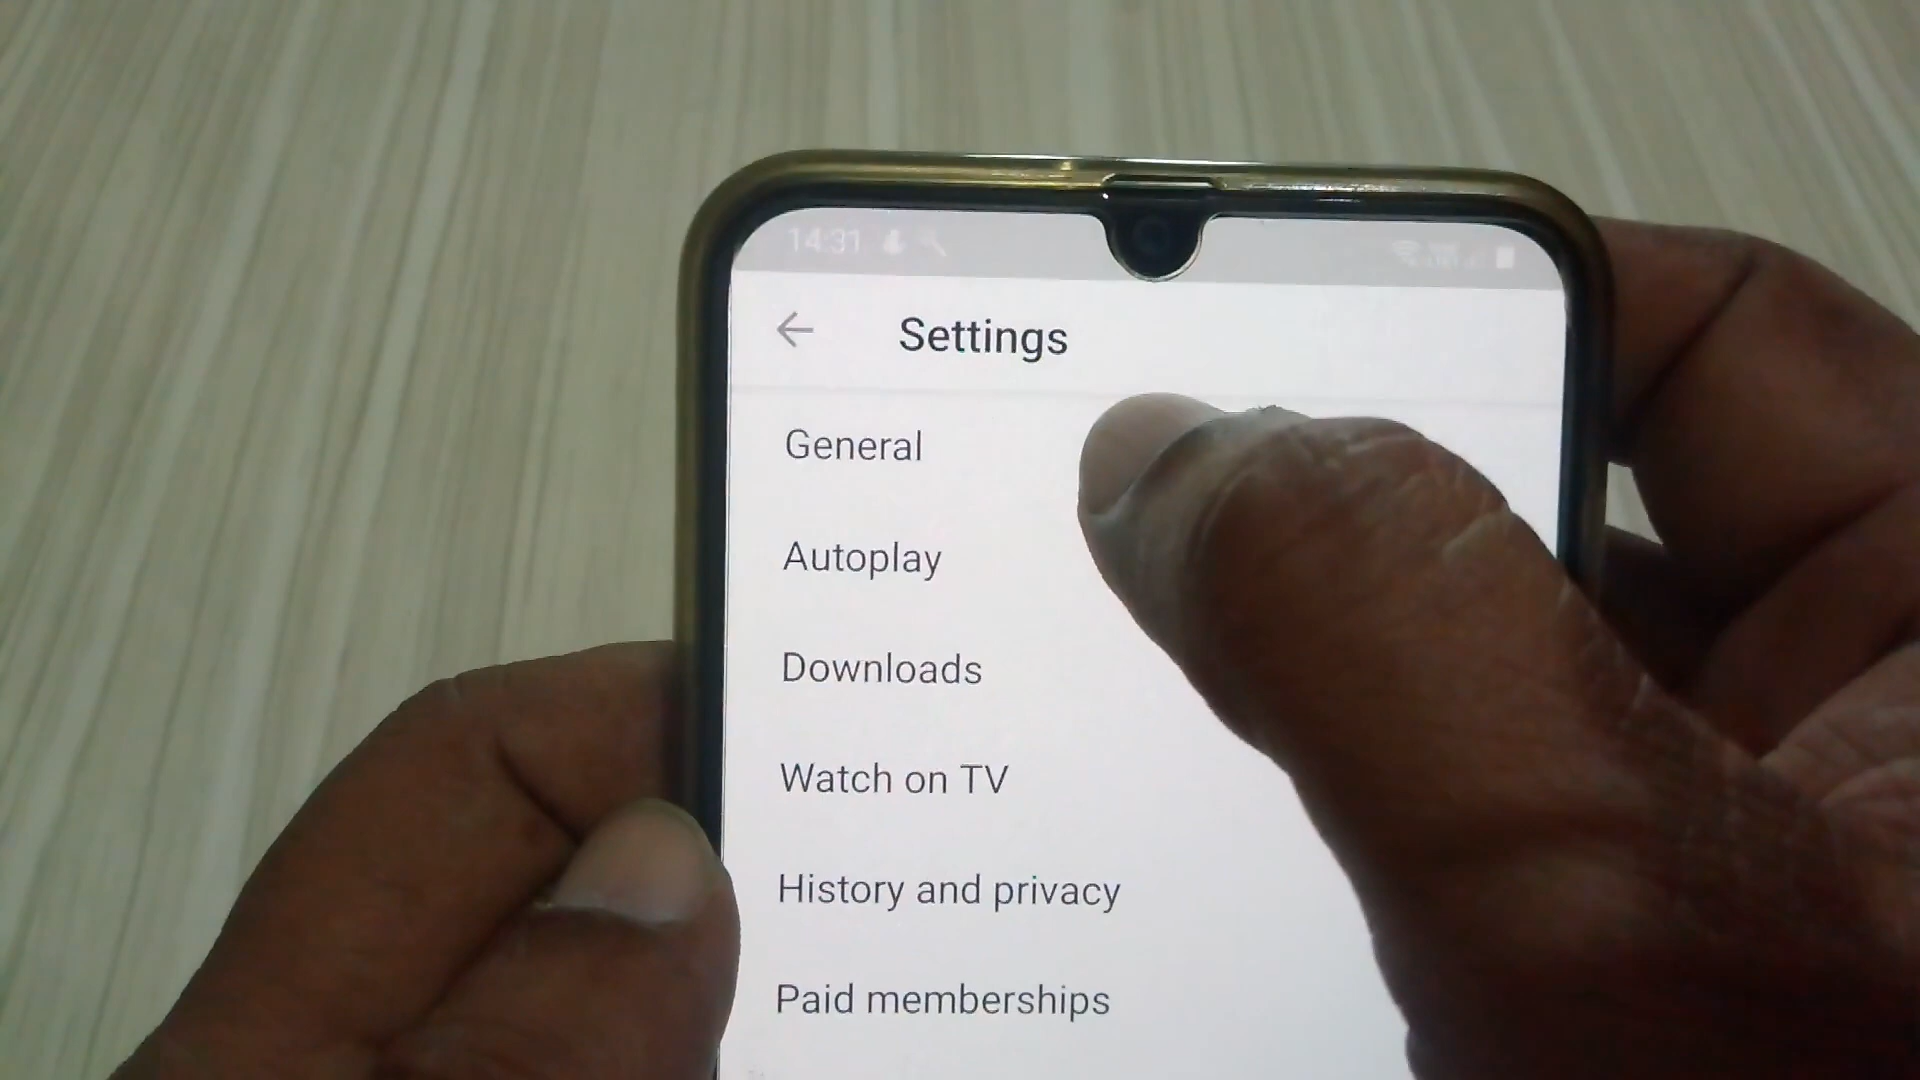 14:31
Settings
General
Autoplay
Downloads
Watch on TV
History and privacy
Paid memberships